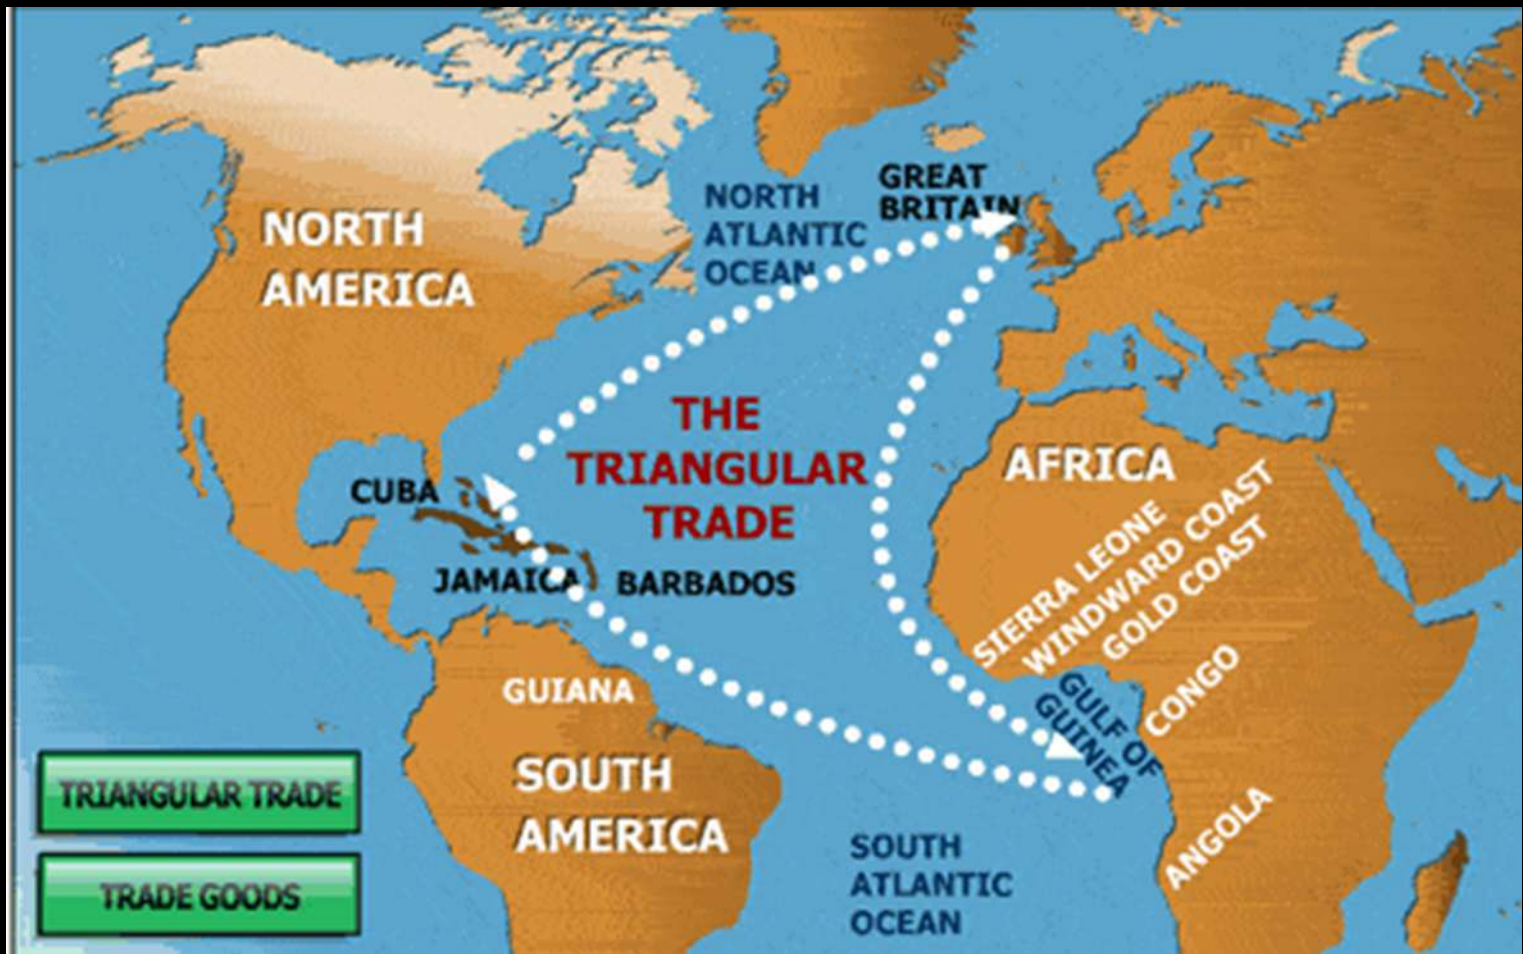 GREAT
BRITAIN
NORTH
ATLANTIC
OCEAN
NORTH
AMERICA
THE
TRIANGULAR
TRADE
AFRICA
CUBA
JAMAICA
BARBADOS
SIERRA LEONE
WINDWARD COAST
GOLD COAST
CONGO
GULF OF
GUINEA
ANGOLA
GUIANA
SOUTH
AMERICA
SOUTH
ATLANTIC
OCEAN
TRIANGULAR TRADE
TRADE GOODS